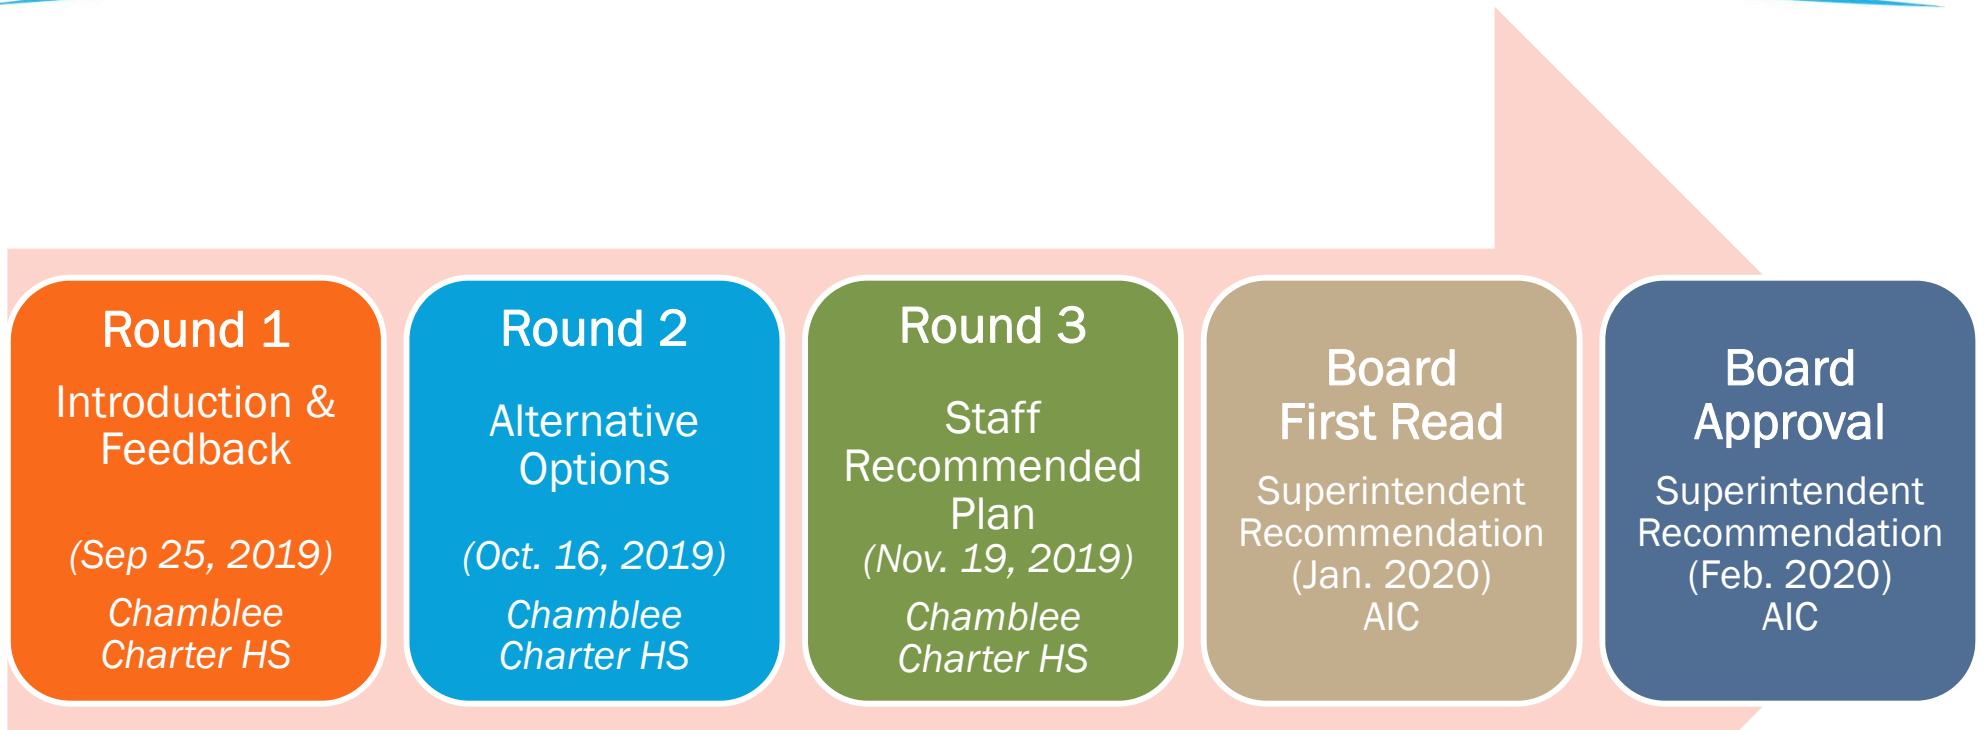 Round 1
Introduction &
Feedback
(Sep 25, 2019)
Chamblee
Charter HS
Round 2
Alternative
Options
(Oct. 16, 2019)
Chamblee
Charter HS
Round 3
Staff
Recommended
Plan
(Nov. 19, 2019)
Chamblee
Charter HS
Board
First Read
Superintendent
Recommendation
(Jan. 2020)
AIC
Board
Approval
Superintendent
Recommendation
(Feb. 2020)
AIC